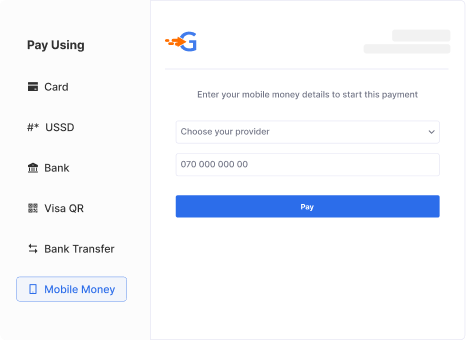 Pay Using
Card
#* USSD
Bank
Visa QR
Bank Transfer
Mobile Money
G
Enter your mobile money details to start this payment
Choose your provider
070 000 000 00
Pay